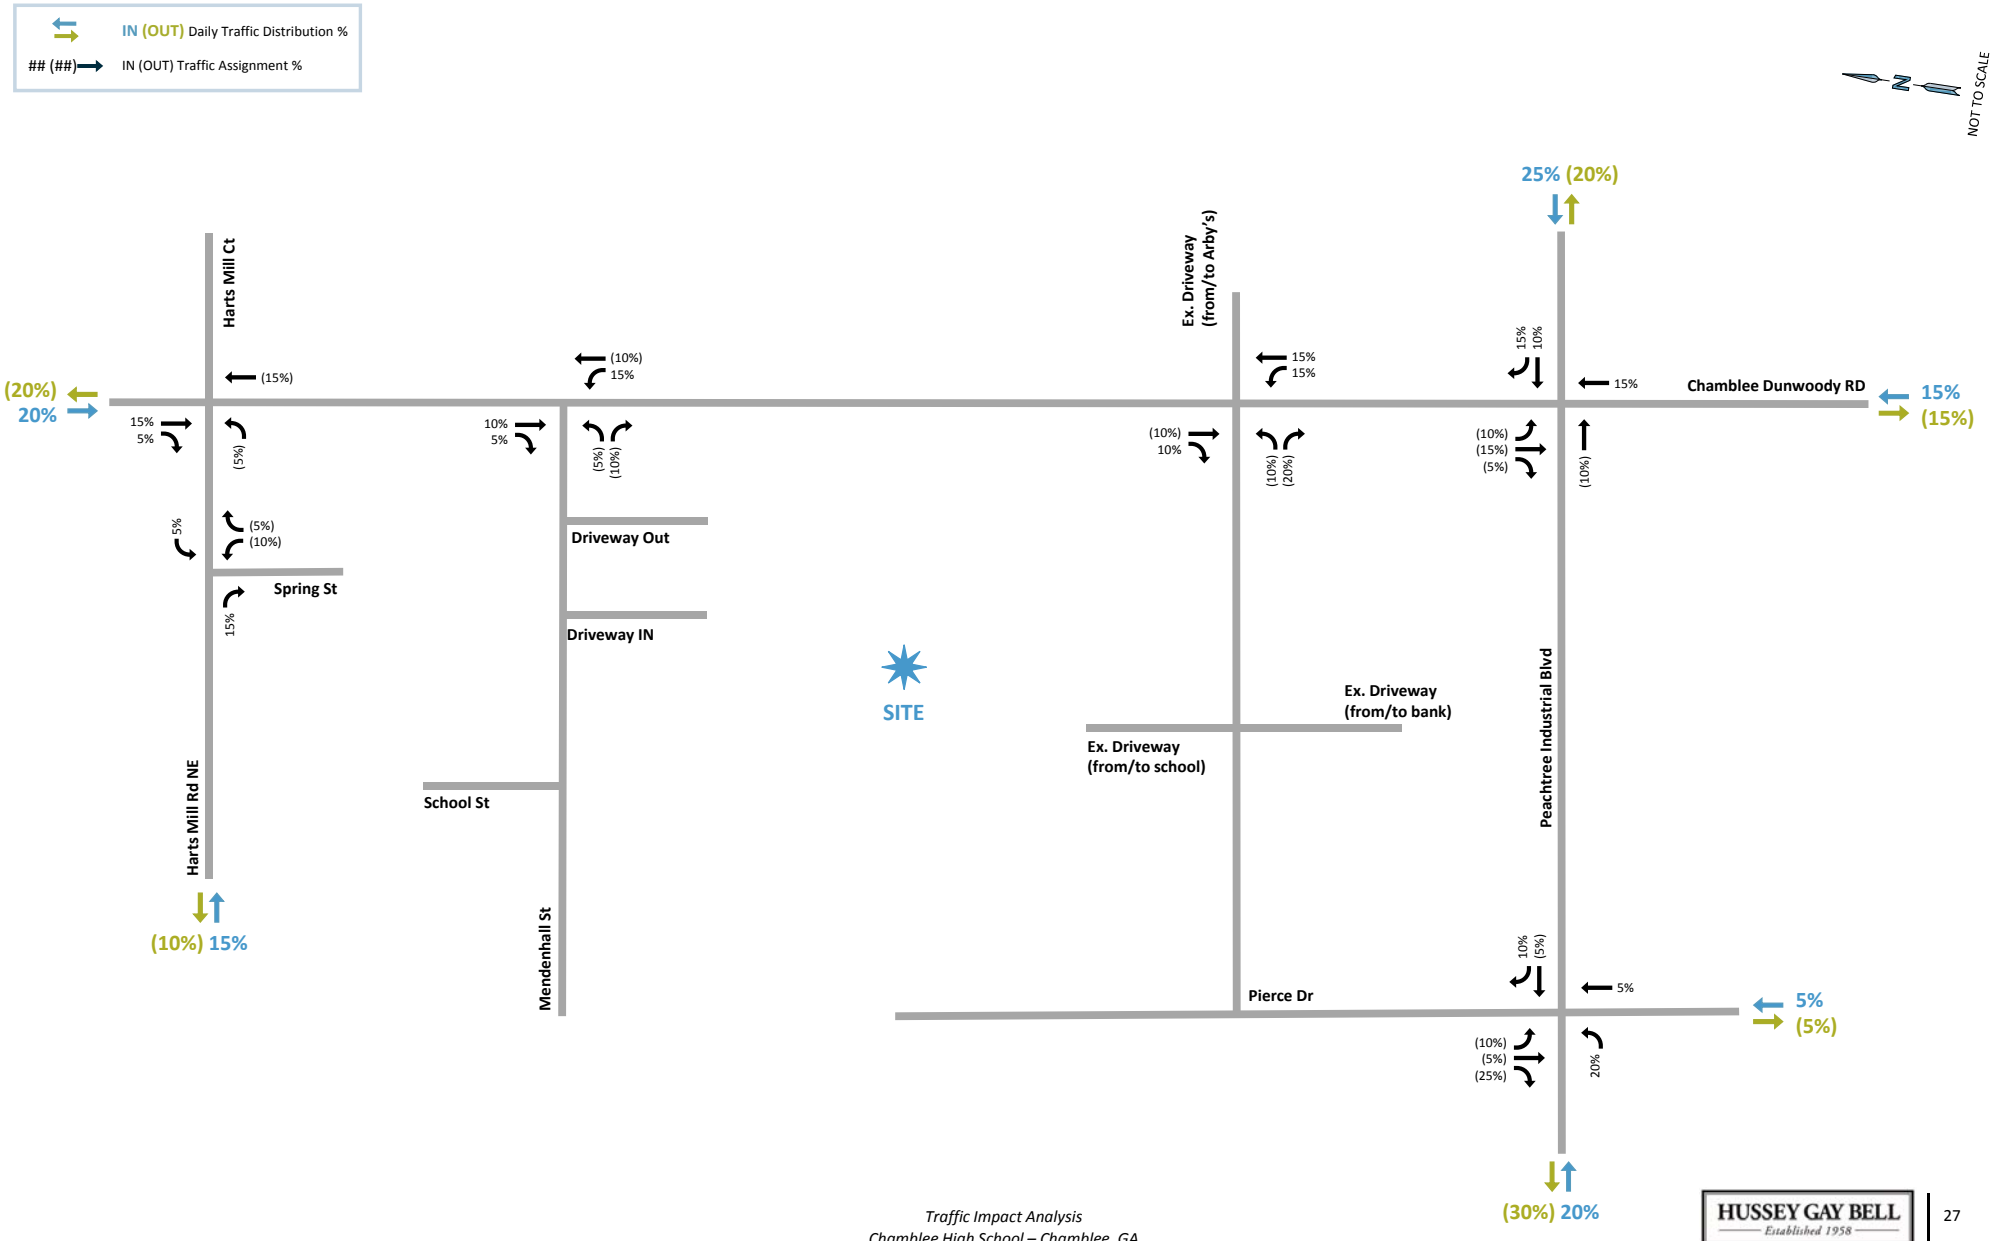 IN (OUT) Daily Traffic Distribution %
## (##) IN (OUT) Traffic Assignment %
N
NOT TO SCALE
25% (20%)
Harts Mill Ct
Ex. Driveway
(from/to Arby's)
(20%)
20%
(15%)
15%
5%
(5%)
(10%)
15%
10%
5%
(5%)
(10%)
15%
15%
(10%)
10%
(10%)
(20%)
15%
10%
15%
Chamblee Dunwoody RD
15%
(15%)
(10%)
(15%)
(5%)
(10%)
5%
(5%)
(10%)
Spring St
15%
Driveway Out
Driveway IN
SITE
Ex. Driveway
(from/to bank)
Ex. Driveway
(from/to school)
School St
Harts Mill Rd NE
Mendenhall St
Peachtree Industrial Blvd
(10%) 15%
Pierce Dr
10%
(5%)
5%
5%
(5%)
(10%)
(5%)
(25%)
20%
(30%) 20%
Traffic Impact Analysis
Chamblee High School – Chamblee, GA
HUSSEY GAY BELL
Established 1958
27